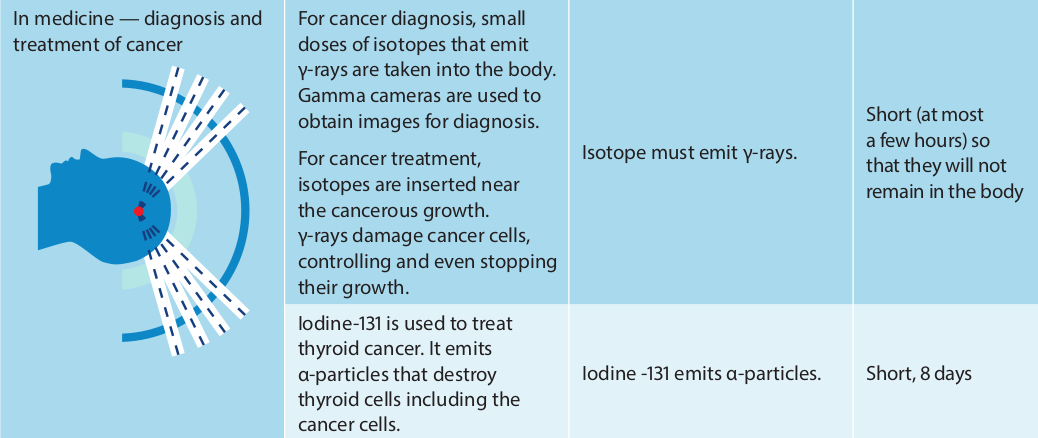 In medicine — diagnosis and
treatment of cancer
For cancer diagnosis, small
doses of isotopes that emit
γ-rays are taken into the body.
Gamma cameras are used to
obtain images for diagnosis.
For cancer treatment,
isotopes are inserted near
the cancerous growth.
γ-rays damage cancer cells,
controlling and even stopping
their growth.
Isotope must emit γ-rays.
Short (at most
a few hours) so
that they will not
remain in the body
Iodine-131 is used to treat
thyroid cancer. It emits
α-particles that destroy
thyroid cells including the
cancer cells.
Iodine -131 emits α-particles.
Short, 8 days